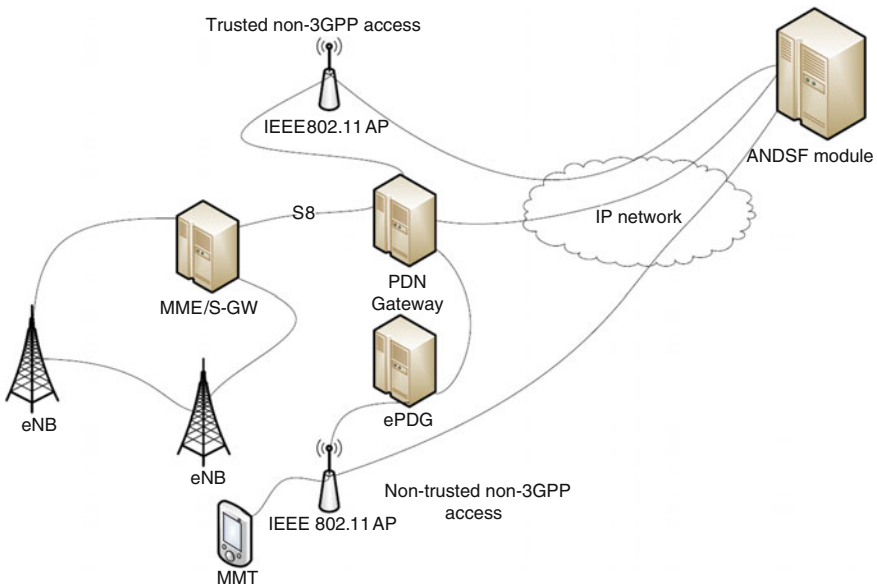 Trusted non-3GPP access
IEEE802.11 AP
ANDSF module
S8
IP network
PDN
Gateway
MME/S-GW
ePDG
eNB
eNB
Non-trusted non-3GPP
access
IEEE 802.11 AP
MMT